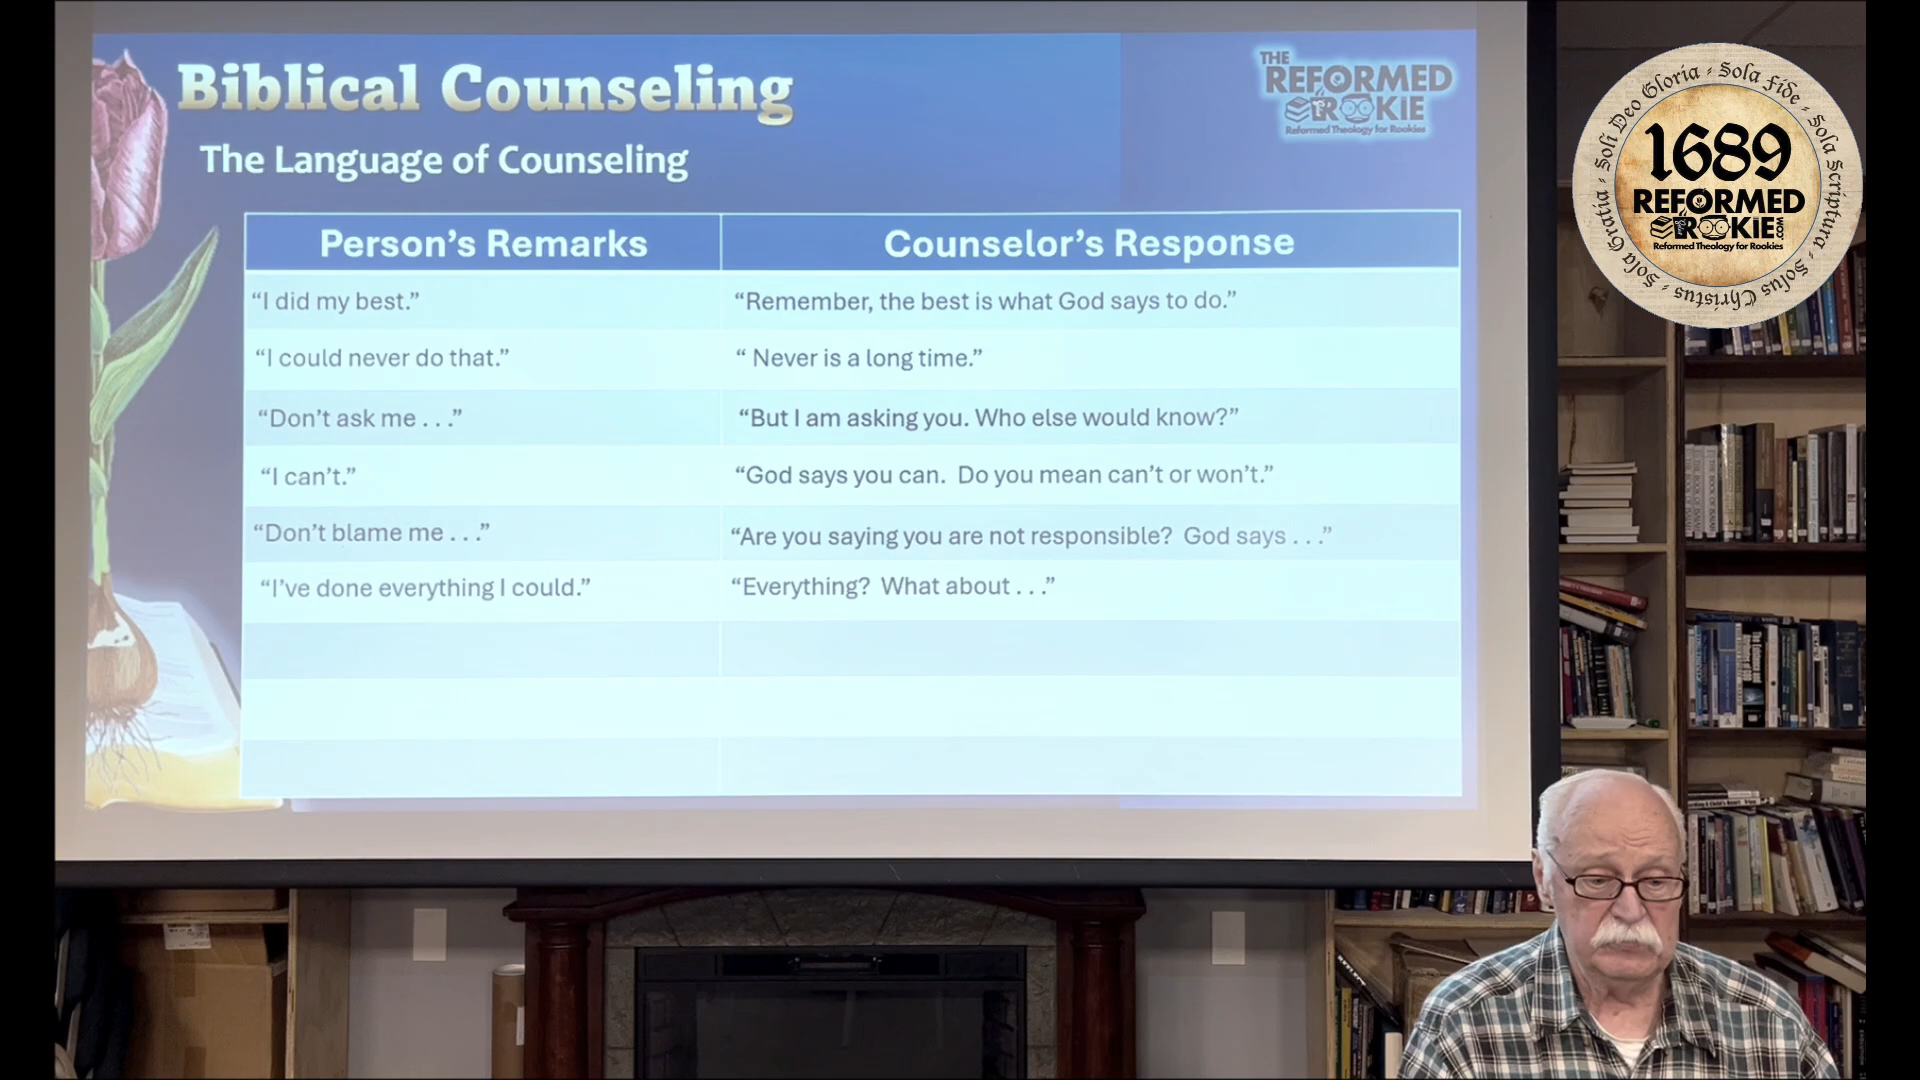 Biblical Counseling
The Language of Counseling
THE
REFORMED
ROOKIE
Reformed Theology for Rookies
Person's Remarks
Counselor's Response
“I did my best.”
“Remember, the best is what God says to do.”
“I could never do that.”
“ Never is a long time.”
“Don't ask me . . .”
“But I am asking you. Who else would know?”
“I can't.”
“God says you can.  Do you mean can't or won't.”
“Don't blame me . . .”
“Are you saying you are not responsible?  God says . . .”
“I've done everything I could.”
“Everything?  What about . . .”
Sola Gratia - Soli Deo Gloria - Sola Fide - Sola Scriptura - Solus Christus -
1689
REFORMED
ROOKIE.COM
Reformed Theology for Rookies